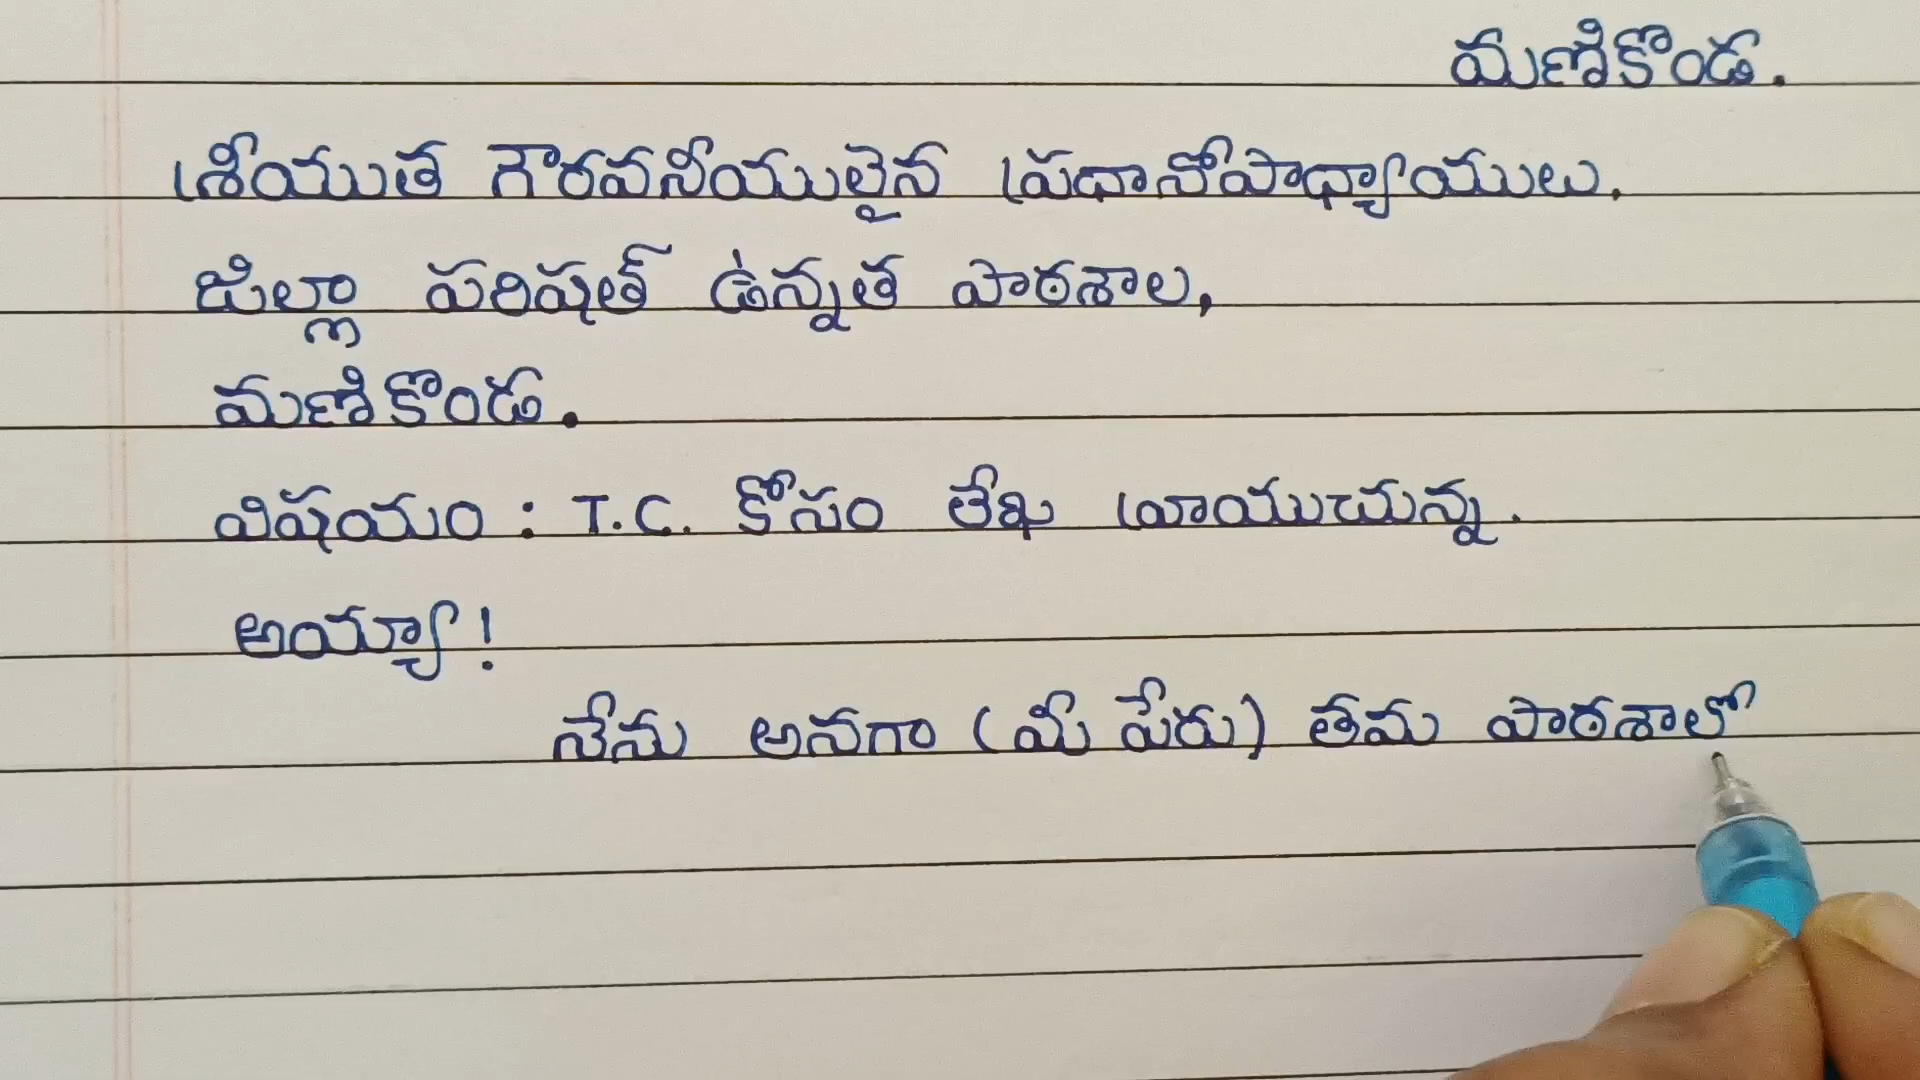 మణికొండ.
శ్రీయుత గౌరవనీయులైన ప్రధానోపాధ్యాయులు.
జిల్లా పరిషత్ ఉన్నత పాఠశాల,
మణికొండ.
విషయం : T.C. కోసం లేఖ వ్రాయుచున్న.
అయ్యా!
నేను అనగా (మీ పేరు) తమ పాఠశాలో